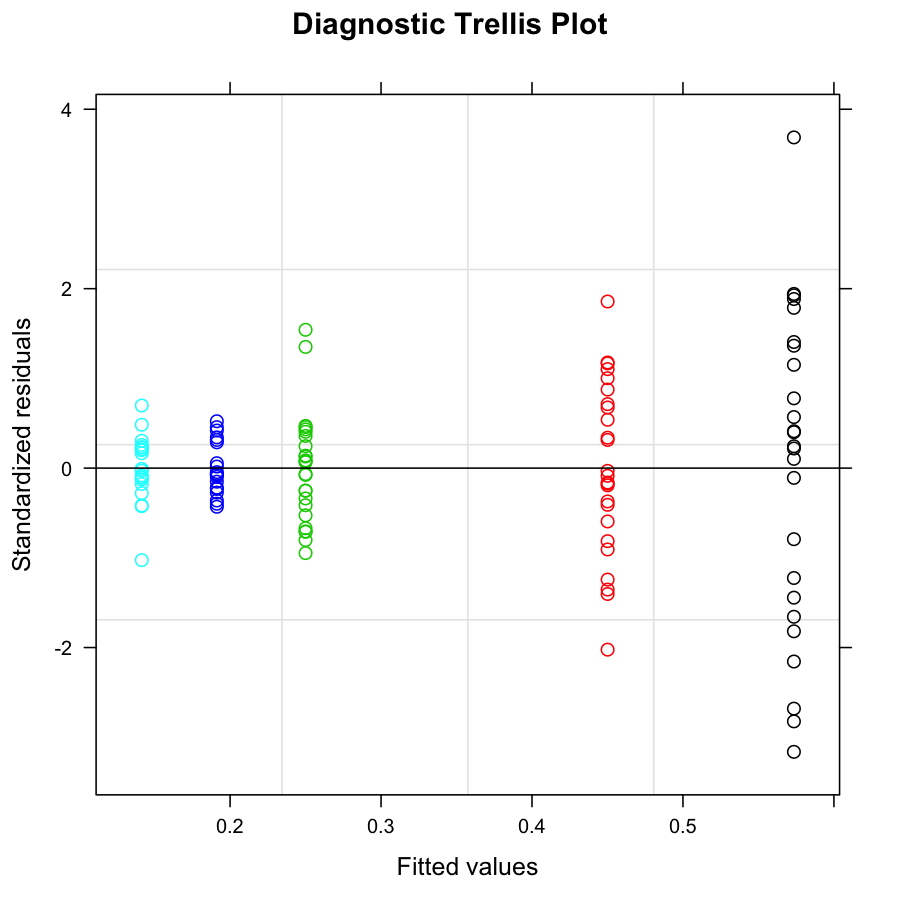 Diagnostic Trellis Plot
4
2
0
-2
Standardized residuals
0.2 0.3 0.4 0.5
Fitted values